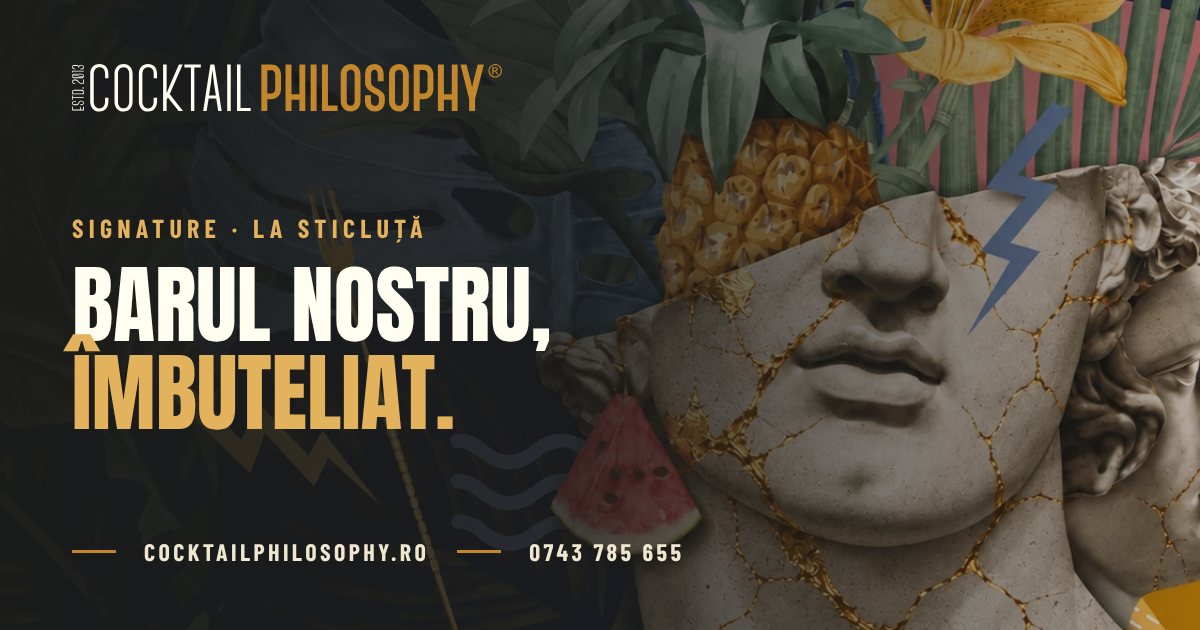 ESTD. 2013 COCKTAIL PHILOSOPHY®
SIGNATURE · LA STICLUȚĂ
BARUL NOSTRU,
ÎMBUTELIAT.
COCKTAILPHILOSOPHY.RO — 0743 785 655